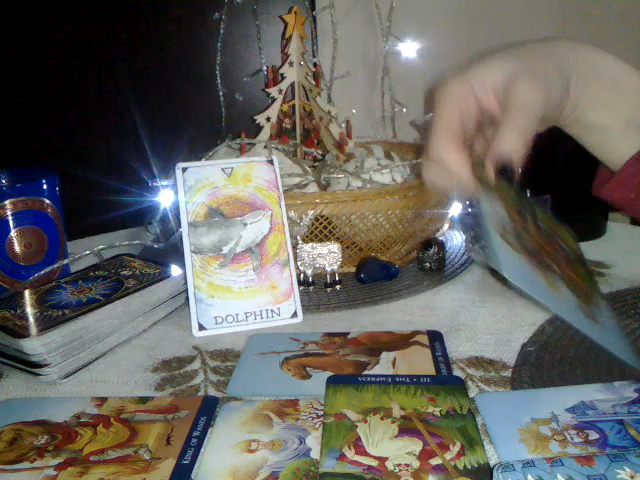 DOLPHIN
KING OF WANDS
III • THE EMPRESS